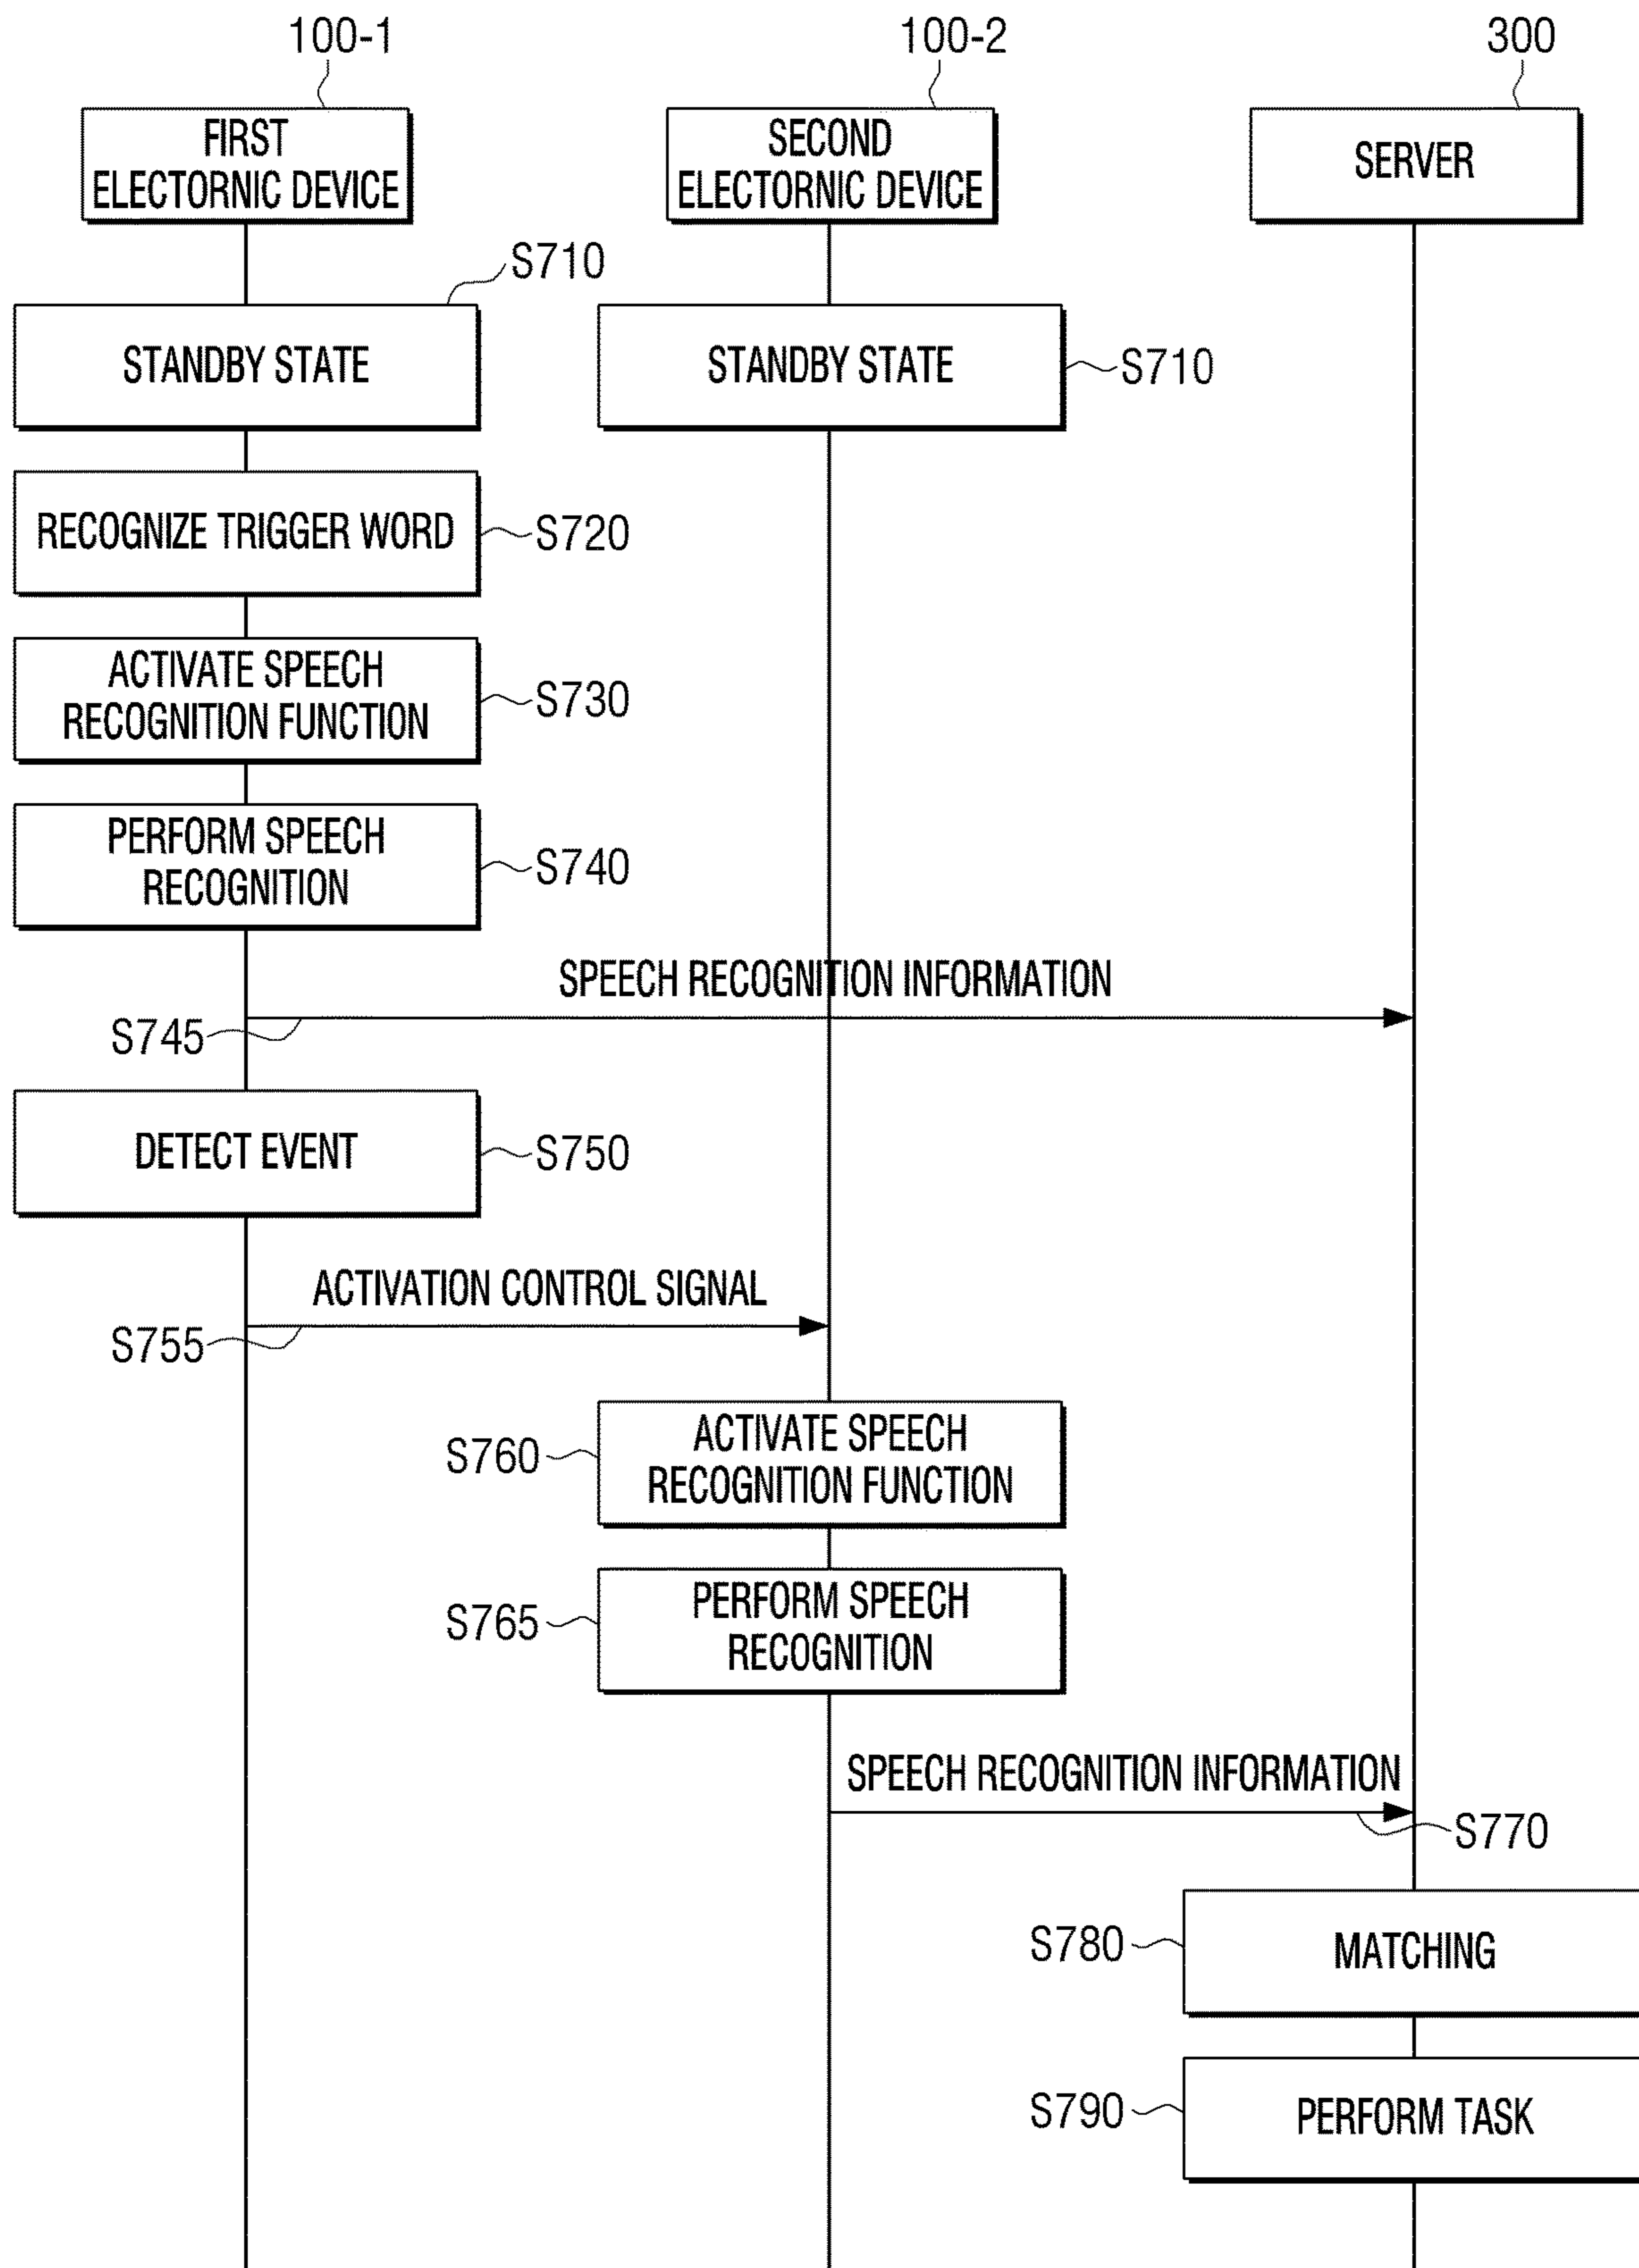 100-1
100-2
300
FIRST
ELECTORNIC DEVICE
SECOND
ELECTORNIC DEVICE
SERVER
S710
STANDBY STATE
STANDBY STATE
S710
RECOGNIZE TRIGGER WORD
S720
ACTIVATE SPEECH
RECOGNITION FUNCTION
S730
PERFORM SPEECH
RECOGNITION
S740
SPEECH RECOGNITION INFORMATION
S745
DETECT EVENT
S750
ACTIVATION CONTROL SIGNAL
S755
S760
ACTIVATE SPEECH
RECOGNITION FUNCTION
S765
PERFORM SPEECH
RECOGNITION
SPEECH RECOGNITION INFORMATION
S770
S780
MATCHING
S790
PERFORM TASK